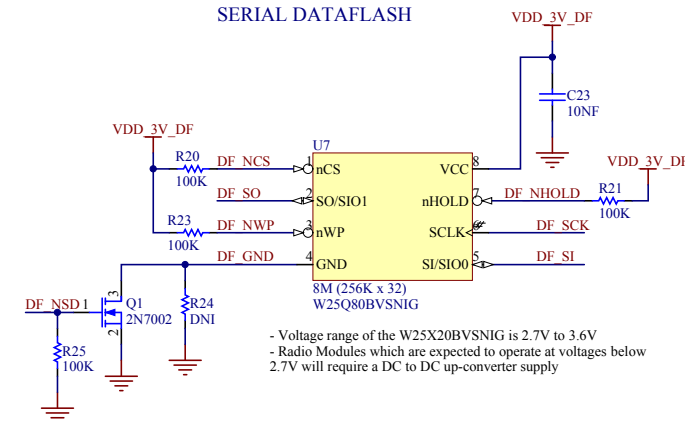 SERIAL DATAFLASH
VDD_3V_DF
C23
10NF
VDD_3V_DF
U7
R20
DF_NCS
1
nCS
VCC
8
100K
VDD_3V_DF
DF_SO
2
SO/SIO1
nHOLD
7
DF_NHOLD
R21
100K
R23
DF_NWP
3
nWP
SCLK
6
DF_SCK
100K
DF_GND
4
GND
SI/SIO0
5
DF_SI
8M (256K x 32)
W25Q80BVSNIG
DF_NSD
1
3
Q1
2N7002
2
R24
DNI
R25
100K
- Voltage range of the W25X20BVSNIG is 2.7V to 3.6V
- Radio Modules which are expected to operate at voltages below
2.7V will require a DC to DC up-converter supply